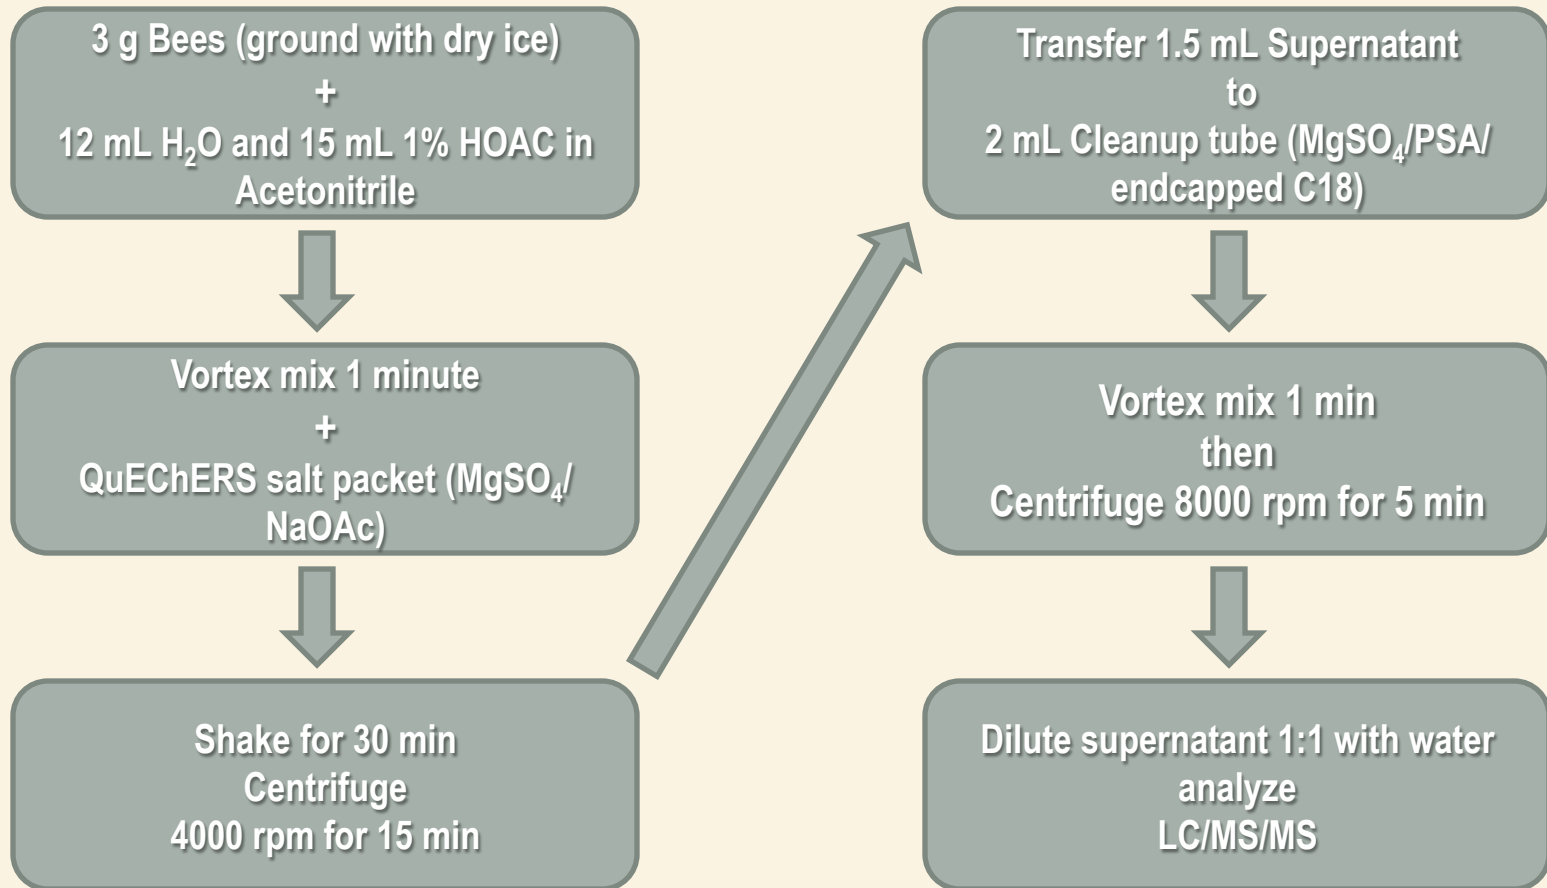 3 g Bees (ground with dry ice)
+
12 mL H₂O and 15 mL 1% HOAC in
Acetonitrile
Vortex mix 1 minute
+
QuEChERS salt packet (MgSO₄/
NaOAc)
Shake for 30 min
Centrifuge
4000 rpm for 15 min
Transfer 1.5 mL Supernatant
to
2 mL Cleanup tube (MgSO₄/PSA/
endcapped C18)
Vortex mix 1 min
then
Centrifuge 8000 rpm for 5 min
Dilute supernatant 1:1 with water
analyze
LC/MS/MS